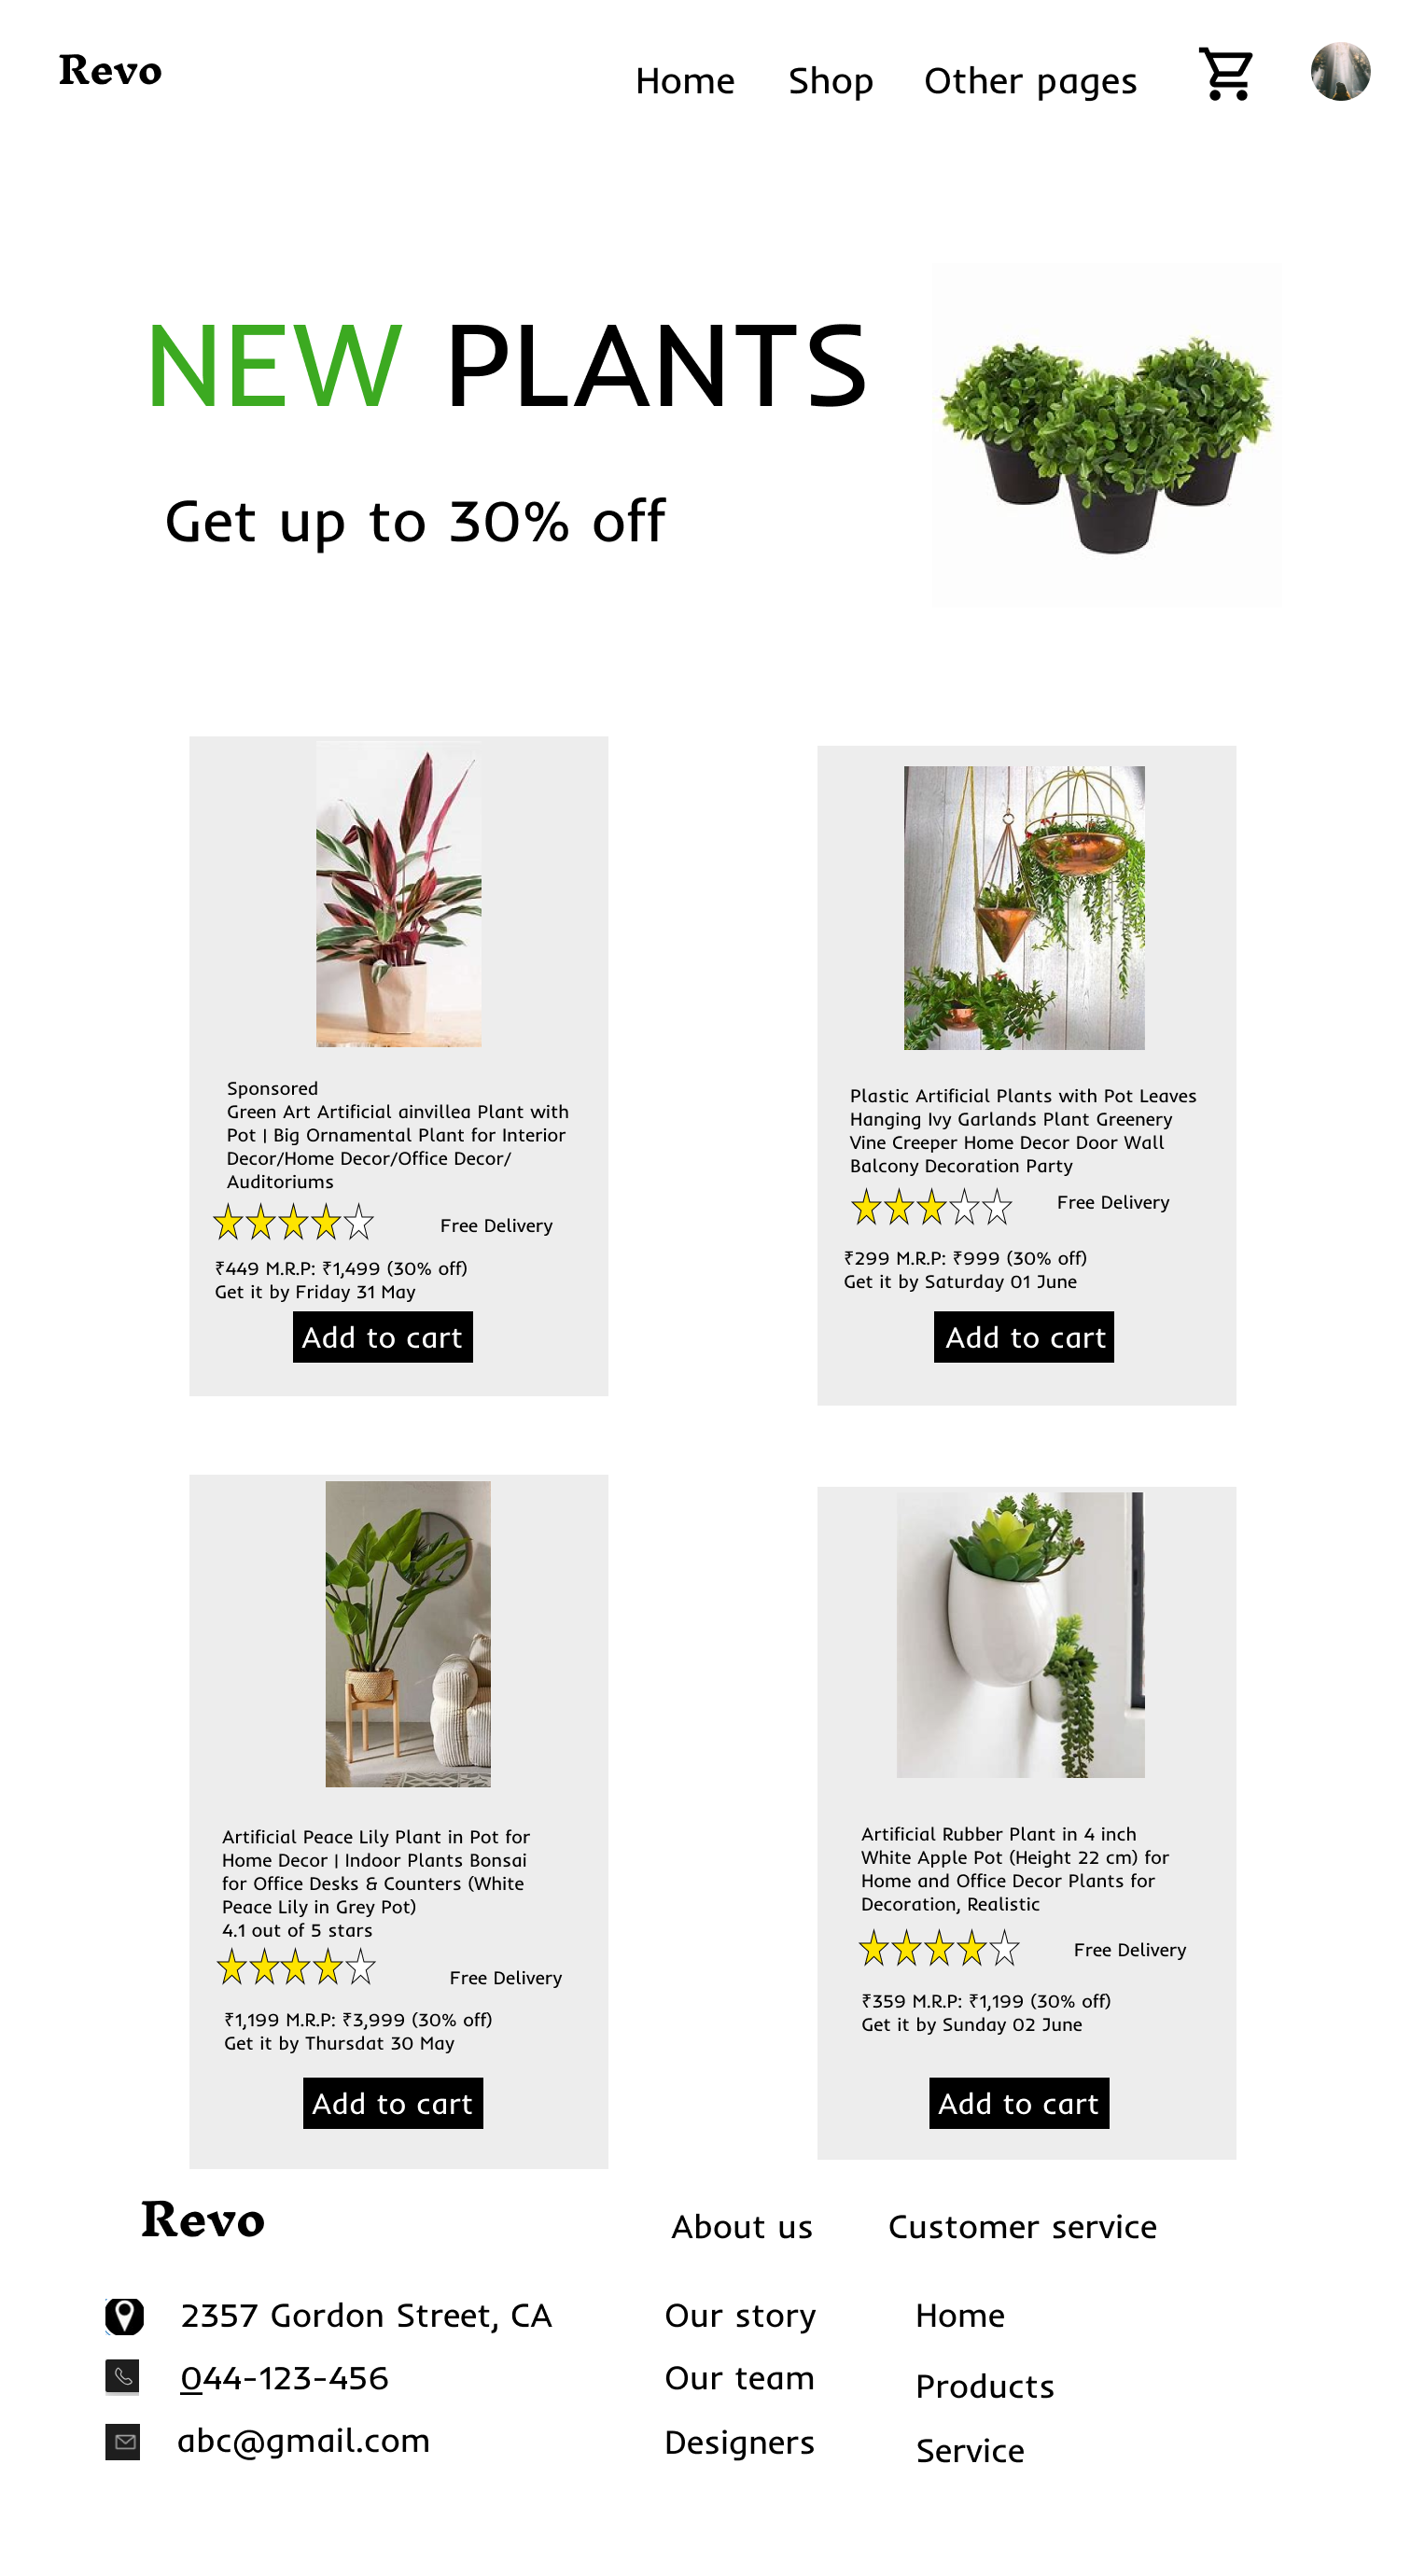 Revo
Home
Shop
Other pages
NEW PLANTS
Get up to 30% off
Sponsored
Green Art Artificial ainvillea Plant with
Pot | Big Ornamental Plant for Interior
Decor/Home Decor/Office Decor/
Auditoriums
Free Delivery
₹449 M.R.P: ₹1,499 (30% off)
Get it by Friday 31 May
Add to cart
Plastic Artificial Plants with Pot Leaves
Hanging Ivy Garlands Plant Greenery
Vine Creeper Home Decor Door Wall
Balcony Decoration Party
Free Delivery
₹299 M.R.P: ₹999 (30% off)
Get it by Saturday 01 June
Add to cart
Artificial Peace Lily Plant in Pot for
Home Decor | Indoor Plants Bonsai
for Office Desks & Counters (White
Peace Lily in Grey Pot)
4.1 out of 5 stars
Free Delivery
₹1,199 M.R.P: ₹3,999 (30% off)
Get it by Thursdat 30 May
Add to cart
Artificial Rubber Plant in 4 inch
White Apple Pot (Height 22 cm) for
Home and Office Decor Plants for
Decoration, Realistic
Free Delivery
₹359 M.R.P: ₹1,199 (30% off)
Get it by Sunday 02 June
Add to cart
Revo
2357 Gordon Street, CA
044-123-456
abc@gmail.com
About us
Our story
Our team
Designers
Customer service
Home
Products
Service